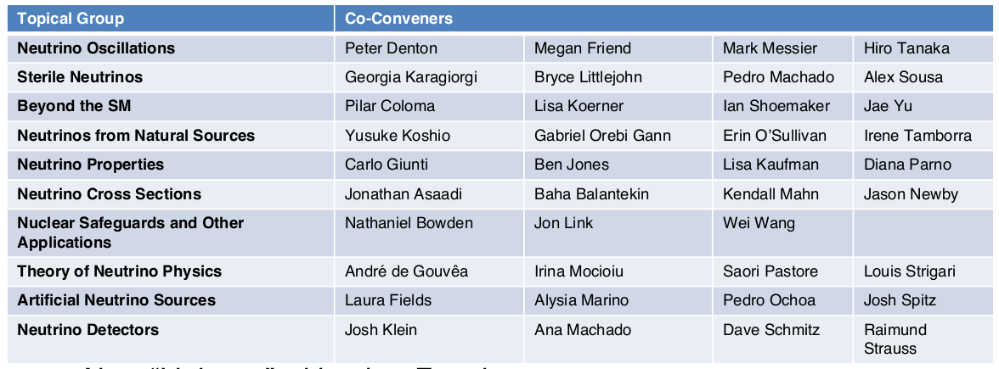 Topical Group Co-Conveners
Neutrino Oscillations Peter Denton Megan Friend Mark Messier Hiro Tanaka
Sterile Neutrinos Georgia Karagiorgi Bryce Littlejohn Pedro Machado Alex Sousa
Beyond the SM Pilar Coloma Lisa Koerner Ian Shoemaker Jae Yu
Neutrinos from Natural Sources Yusuke Koshio Gabriel Orebi Gann Erin O’Sullivan Irene Tamborra
Neutrino Properties Carlo Giunti Ben Jones Lisa Kaufman Diana Parno
Neutrino Cross Sections Jonathan Asaadi Baha Balantekin Kendall Mahn Jason Newby
Nuclear Safeguards and Other Nathaniel Bowden Jon Link Wei Wang
Applications
Theory of Neutrino Physics André de Gouvêa Irina Mocioiu Saori Pastore Louis Strigari
Artificial Neutrino Sources Laura Fields Alysia Marino Pedro Ochoa Josh Spitz
Neutrino Detectors Josh Klein Ana Machado Dave Schmitz Raimund
Strauss